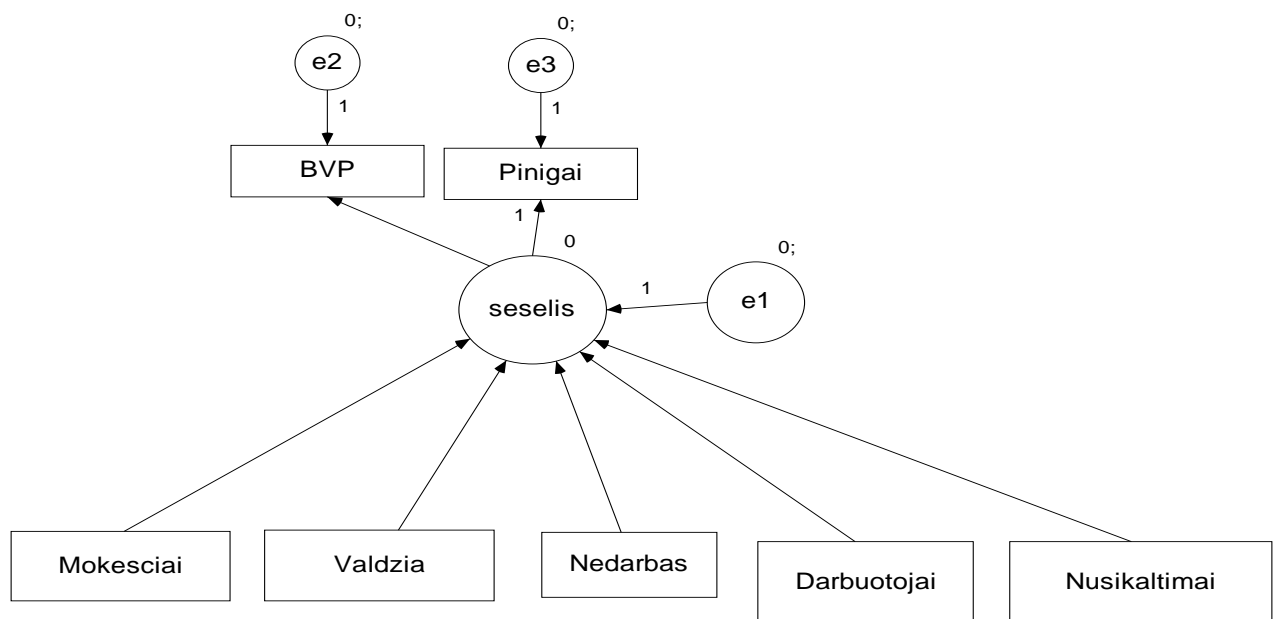 0;
0;
e2
e3
1
1
BVP
Pinigai
1
0
0;
seselis
1
e1
Mokesciai
Valdzia
Nedarbas
Darbuotojai
Nusikaltimai